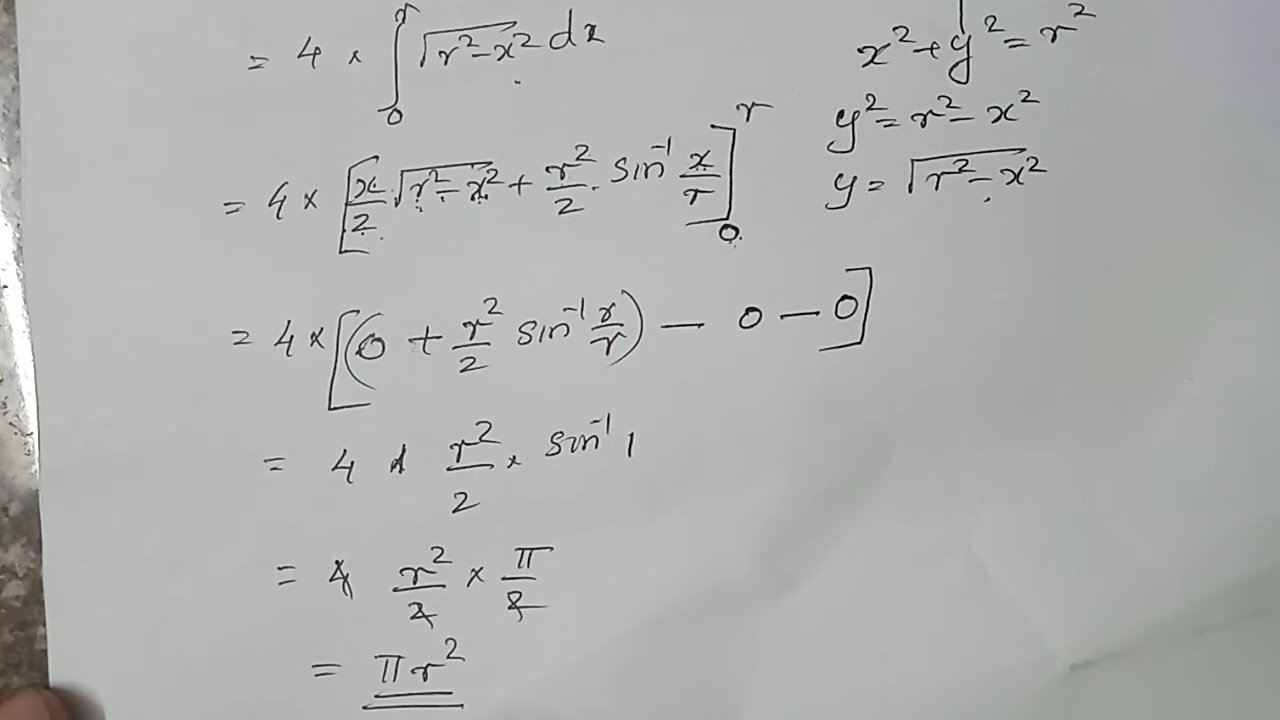 = 4 × ∫₀ʳ √(r²−x²) dx
x²+y²=r²
y²=r²−x²
y=√(r²−x²)
= 4 × [x/2 √(r²−x²) + r²/2 · sin⁻¹ x/r]₀ʳ
= 4 × [(0 + r²/2 sin⁻¹ r/r) − 0 − 0]
= 4 × r²/2 × sin⁻¹ 1
= 4 r²/2 × π/2
= πr²